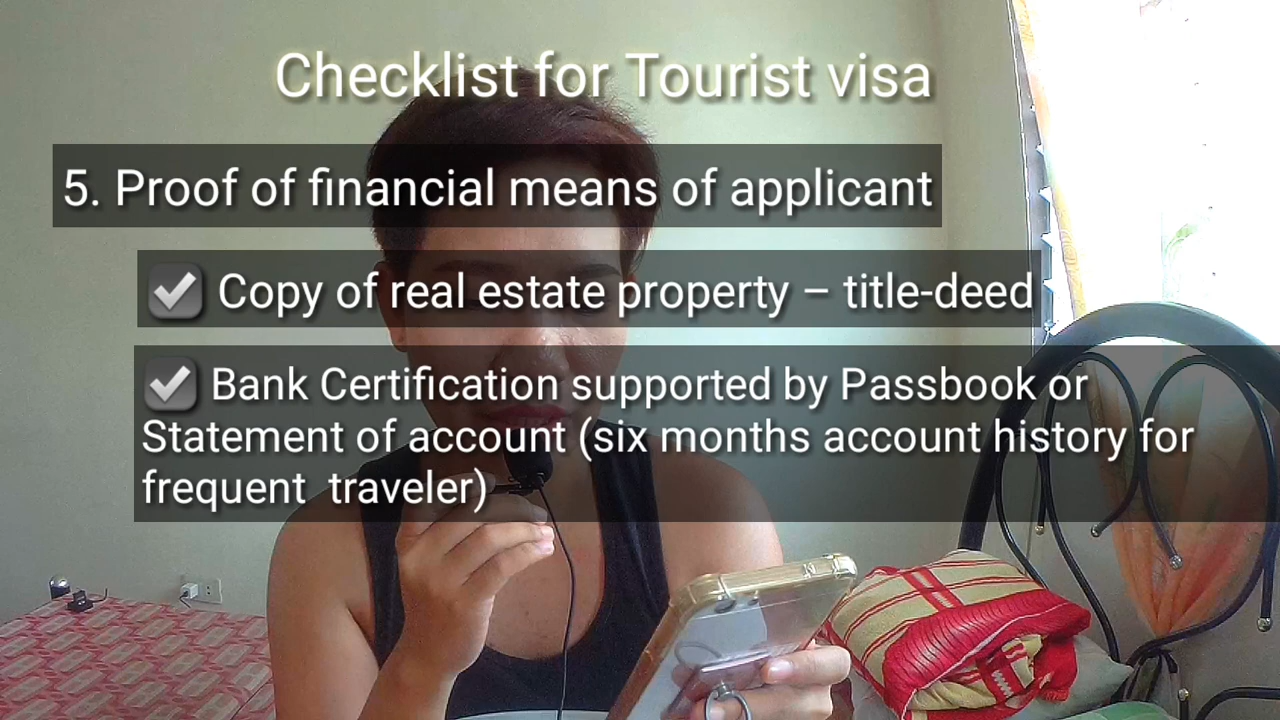 Checklist for Tourist visa
5. Proof of financial means of applicant
✔ Copy of real estate property – title-deed
✔ Bank Certification supported by Passbook or
Statement of account (six months account history for
frequent traveler)